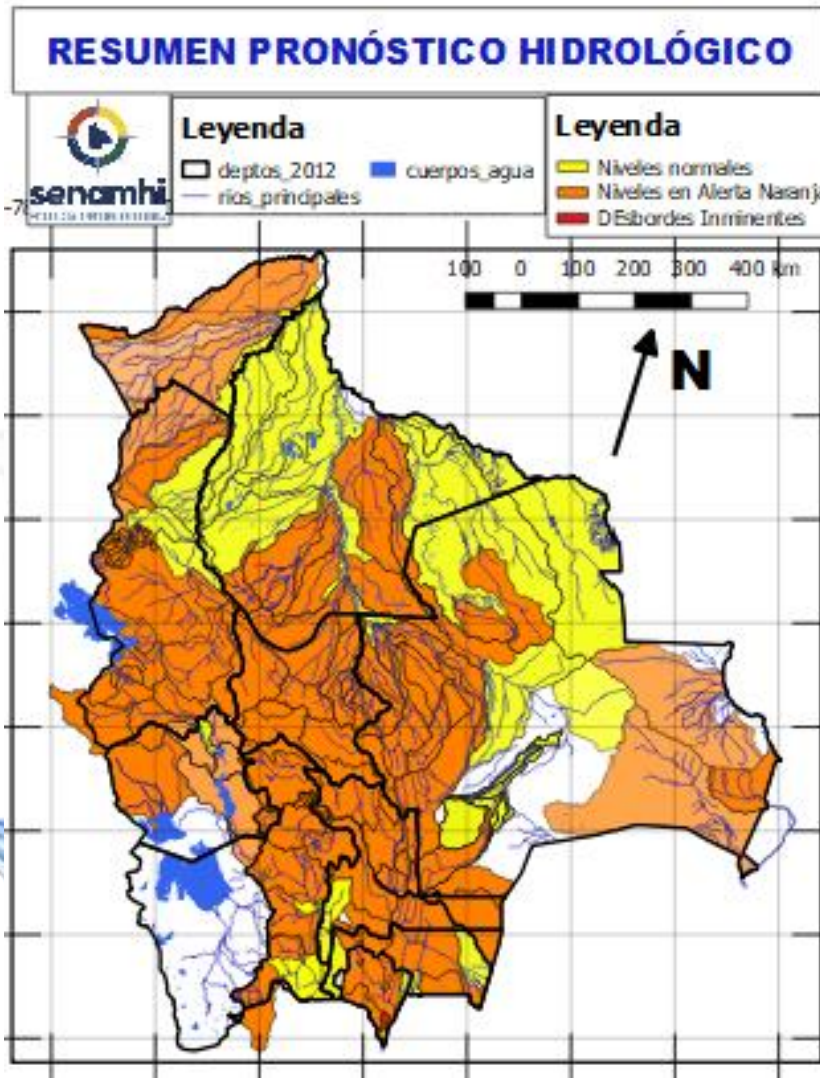 RESUMEN PRONÓSTICO HIDROLÓGICO
senamhi
Leyenda
deptos_2012
cuerpos_agua
rios_principales
Leyenda
Niveles normales
Niveles en Alerta Naranja
DEsbordes Inminentes
100 0 100 200 300 400 km
N